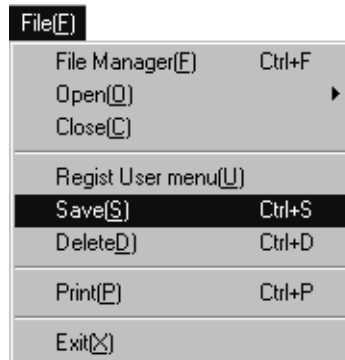 File(F)
File Manager(F) Ctrl+F
Open(O)
Close(C)
Regist User menu(U)
Save(S) Ctrl+S
DeleteD) Ctrl+D
Print(P) Ctrl+P
Exit(X)